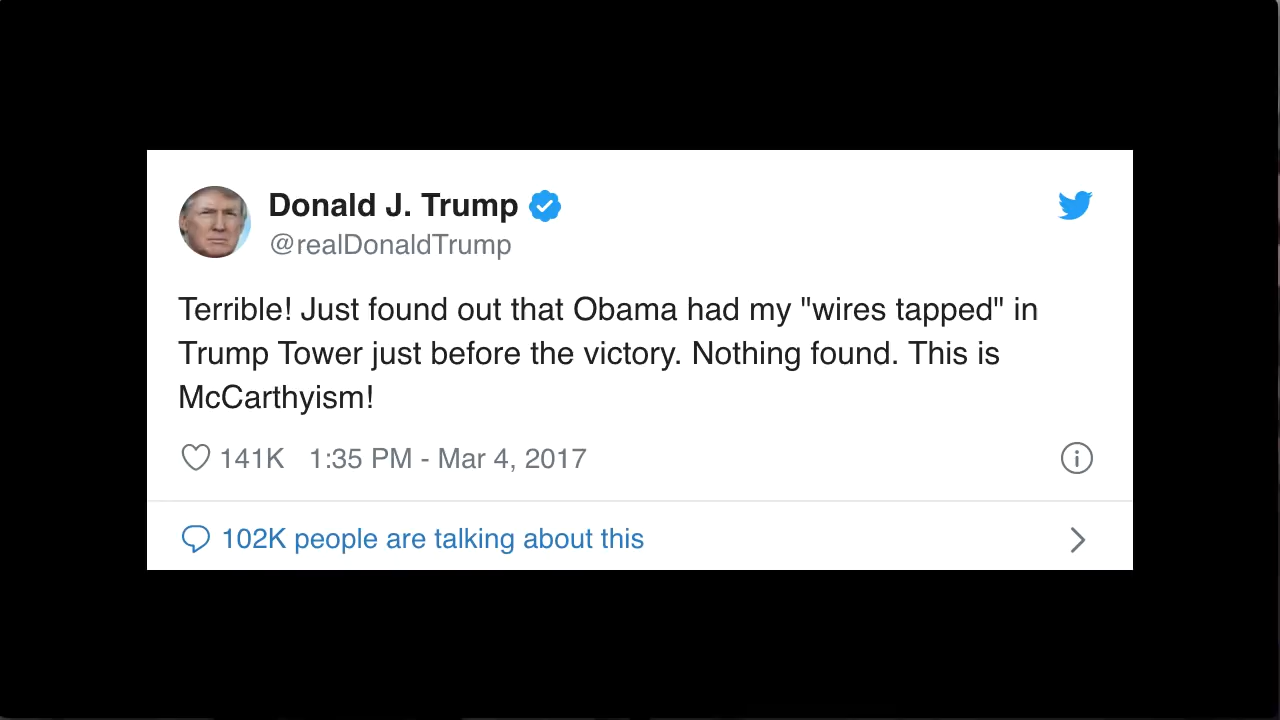 Donald J. Trump
@realDonaldTrump
Terrible! Just found out that Obama had my "wires tapped" in
Trump Tower just before the victory. Nothing found. This is
McCarthyism!
141K 1:35 PM - Mar 4, 2017
102K people are talking about this